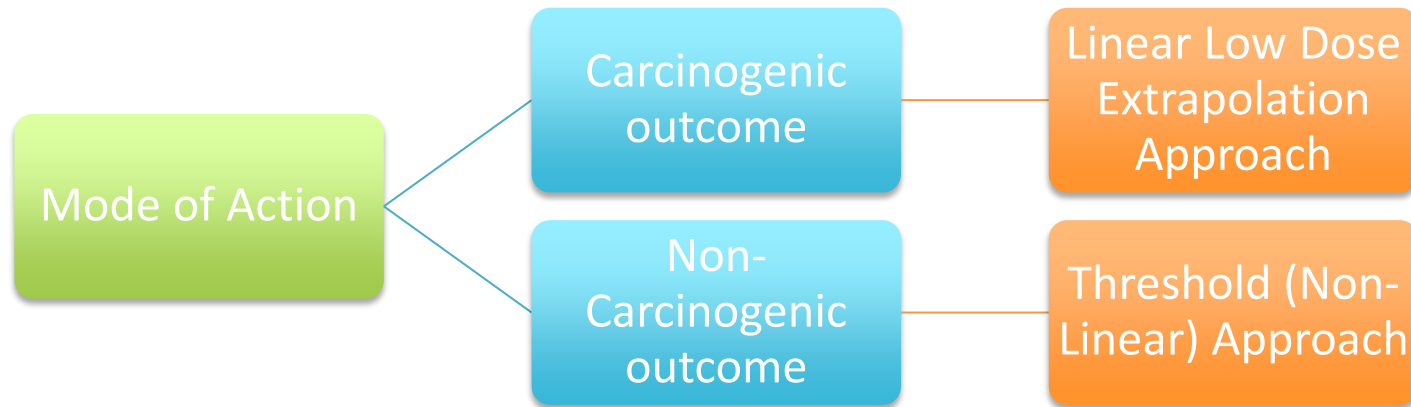 Mode of Action
Carcinogenic
outcome
Linear Low Dose
Extrapolation
Approach
Non-
Carcinogenic
outcome
Threshold (Non-
Linear) Approach